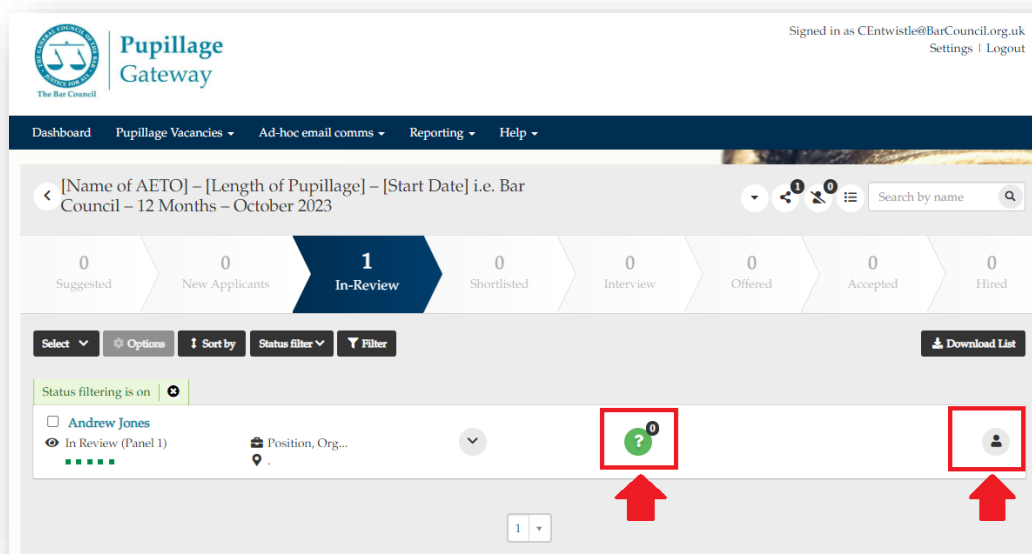 Signed in as CEntwistle@BarCouncil.org.uk
Settings | Logout
Pupillage
Gateway
The Bar Council
Dashboard Pupillage Vacancies Ad-hoc email comms Reporting Help
[Name of AETO] – [Length of Pupillage] – [Start Date] i.e. Bar
Council – 12 Months – October 2023
1 0 Search by name
0 0 1 0 0 0 0 0
Suggested New Applicants In-Review Shortlisted Interview Offered Accepted Hired
Select Options Sort by Status filter Filter Download List
Status filtering is on
Andrew Jones
In Review (Panel 1) Position, Org... ? 0
.
1